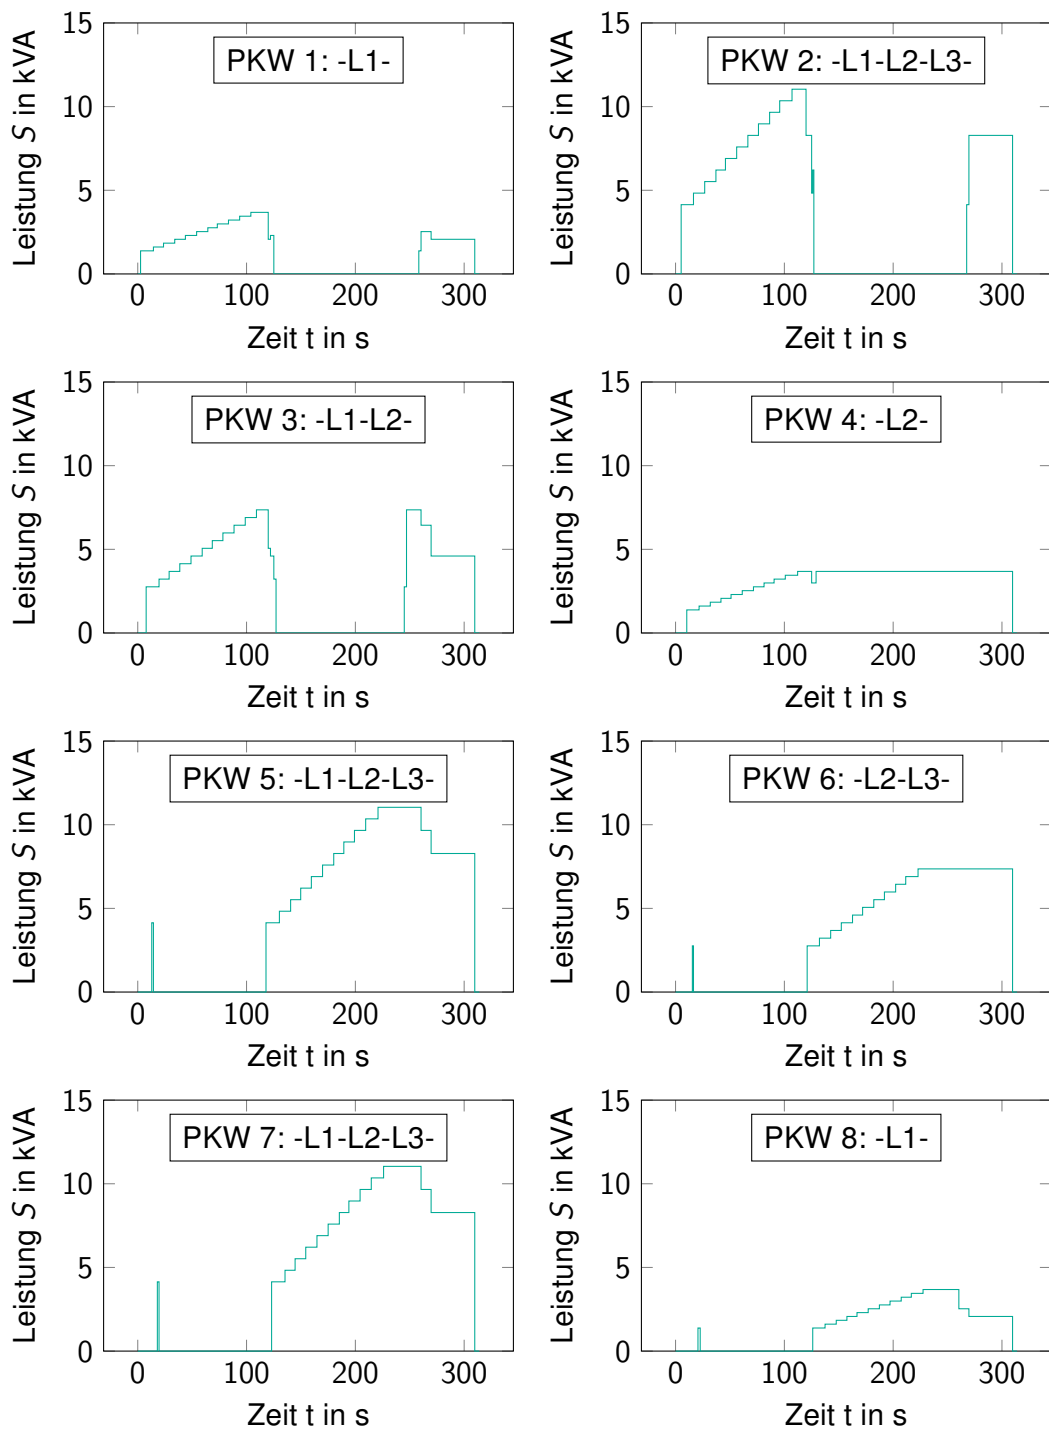 15
10
5
0
Leistung S in kVA
PKW 1: -L1-
0 100 200 300
Zeit t in s
15
10
5
0
Leistung S in kVA
PKW 2: -L1-L2-L3-
0 100 200 300
Zeit t in s
15
10
5
0
Leistung S in kVA
PKW 3: -L1-L2-
0 100 200 300
Zeit t in s
15
10
5
0
Leistung S in kVA
PKW 4: -L2-
0 100 200 300
Zeit t in s
15
10
5
0
Leistung S in kVA
PKW 5: -L1-L2-L3-
0 100 200 300
Zeit t in s
15
10
5
0
Leistung S in kVA
PKW 6: -L2-L3-
0 100 200 300
Zeit t in s
15
10
5
0
Leistung S in kVA
PKW 7: -L1-L2-L3-
0 100 200 300
Zeit t in s
15
10
5
0
Leistung S in kVA
PKW 8: -L1-
0 100 200 300
Zeit t in s